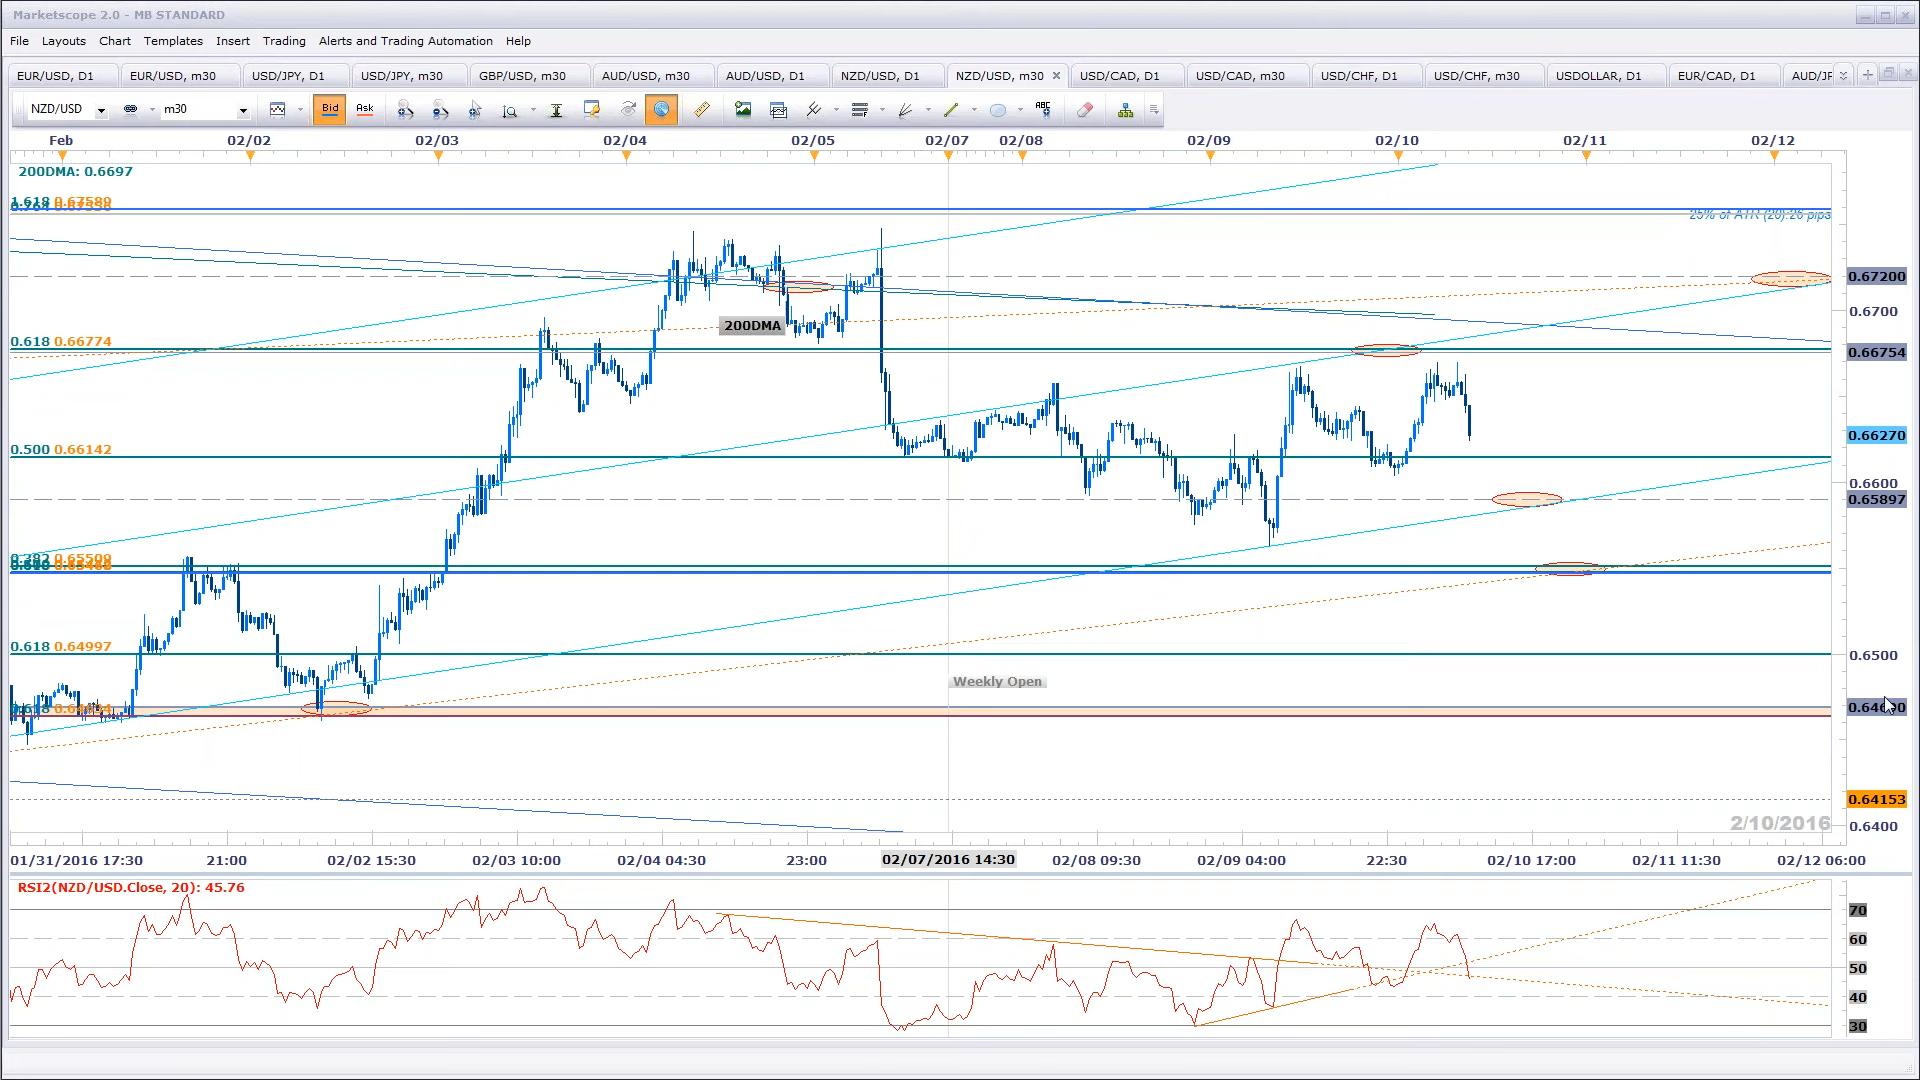 Marketscope 2.0 - MB STANDARD
File Layouts Chart Templates Insert Trading Alerts and Trading Automation Help
EUR/USD, D1 EUR/USD, m30 USD/JPY, D1 USD/JPY, m30 GBP/USD, m30 AUD/USD, m30 AUD/USD, D1 NZD/USD, D1 NZD/USD, m30 USD/CAD, D1 USD/CAD, m30 USD/CHF, D1 USD/CHF, m30 USDOLLAR, D1 EUR/CAD, D1 AUD/JF
NZD/USD m30 Bid Ask ABC
Feb 02/02 02/03 02/04 02/05 02/07 02/08 02/09 02/10 02/11 02/12
200DMA: 0.6697
1.618 0.67589
25% of ATR (20):26 pips
0.67200
0.6700
200DMA
0.618 0.66774
0.66754
0.66270
0.500 0.66142
0.6600
0.65897
0.382 0.65509
0.618 0.64997
0.6500
Weekly Open
0.618
0.64153
2/10/2016
0.6400
01/31/2016 17:30 21:00 02/02 15:30 02/03 10:00 02/04 04:30 23:00 02/07/2016 14:30 02/08 09:30 02/09 04:00 22:30 02/10 17:00 02/11 11:30 02/12 06:00
RSI2(NZD/USD.Close, 20): 45.76
70
60
50
40
30